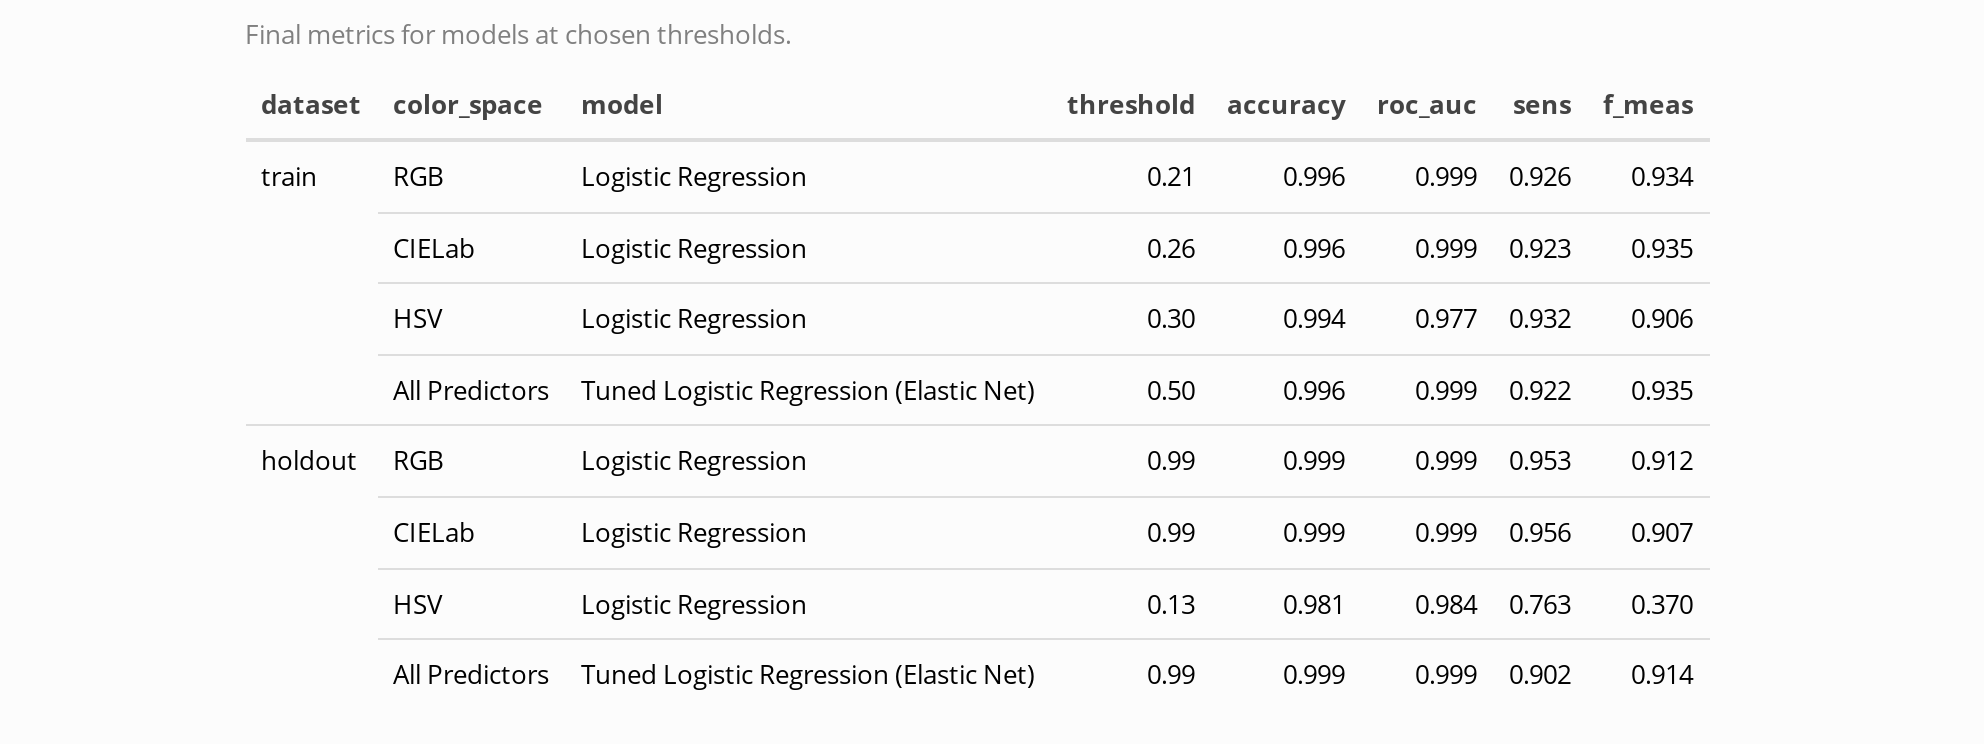 Final metrics for models at chosen thresholds.
dataset color_space model threshold accuracy roc_auc sens f_meas
train RGB Logistic Regression 0.21 0.996 0.999 0.926 0.934
CIELab Logistic Regression 0.26 0.996 0.999 0.923 0.935
HSV Logistic Regression 0.30 0.994 0.977 0.932 0.906
All Predictors Tuned Logistic Regression (Elastic Net) 0.50 0.996 0.999 0.922 0.935
holdout RGB Logistic Regression 0.99 0.999 0.999 0.953 0.912
CIELab Logistic Regression 0.99 0.999 0.999 0.956 0.907
HSV Logistic Regression 0.13 0.981 0.984 0.763 0.370
All Predictors Tuned Logistic Regression (Elastic Net) 0.99 0.999 0.999 0.902 0.914